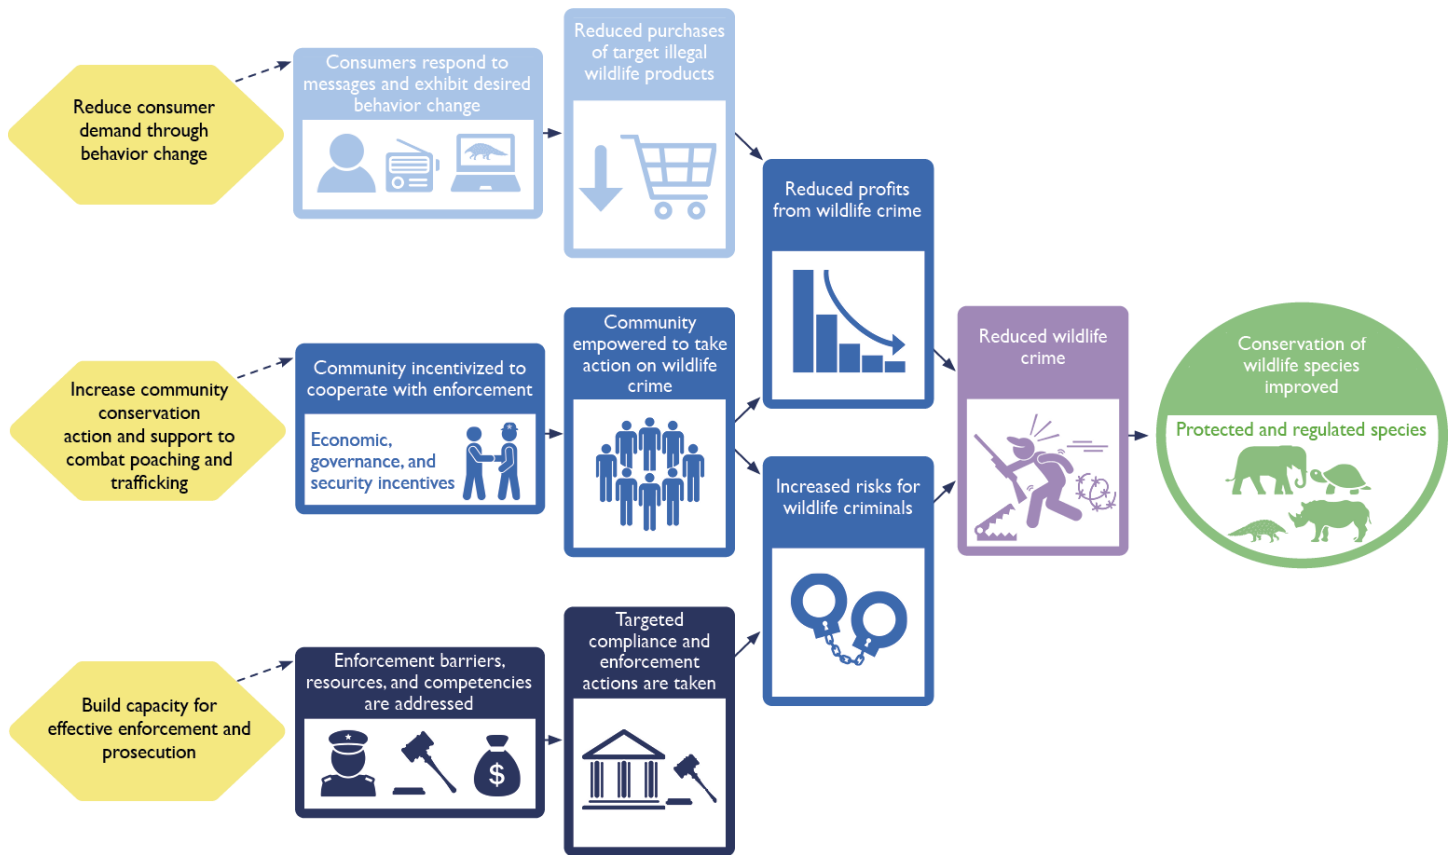 Reduce consumer
demand through
behavior change
Consumers respond to
messages and exhibit desired
behavior change
Reduced purchases
of target illegal
wildlife products
Reduced profits
from wildlife crime
Increase community
conservation
action and support to
combat poaching and
trafficking
Community incentivized to
cooperate with enforcement
Economic,
governance, and
security incentives
Community
empowered to take
action on wildlife
crime
Increased risks for
wildlife criminals
Reduced wildlife
crime
Conservation of
wildlife species
improved
Protected and regulated species
Build capacity for
effective enforcement and
prosecution
Enforcement barriers,
resources, and competencies
are addressed
$
Targeted
compliance and
enforcement
actions are taken